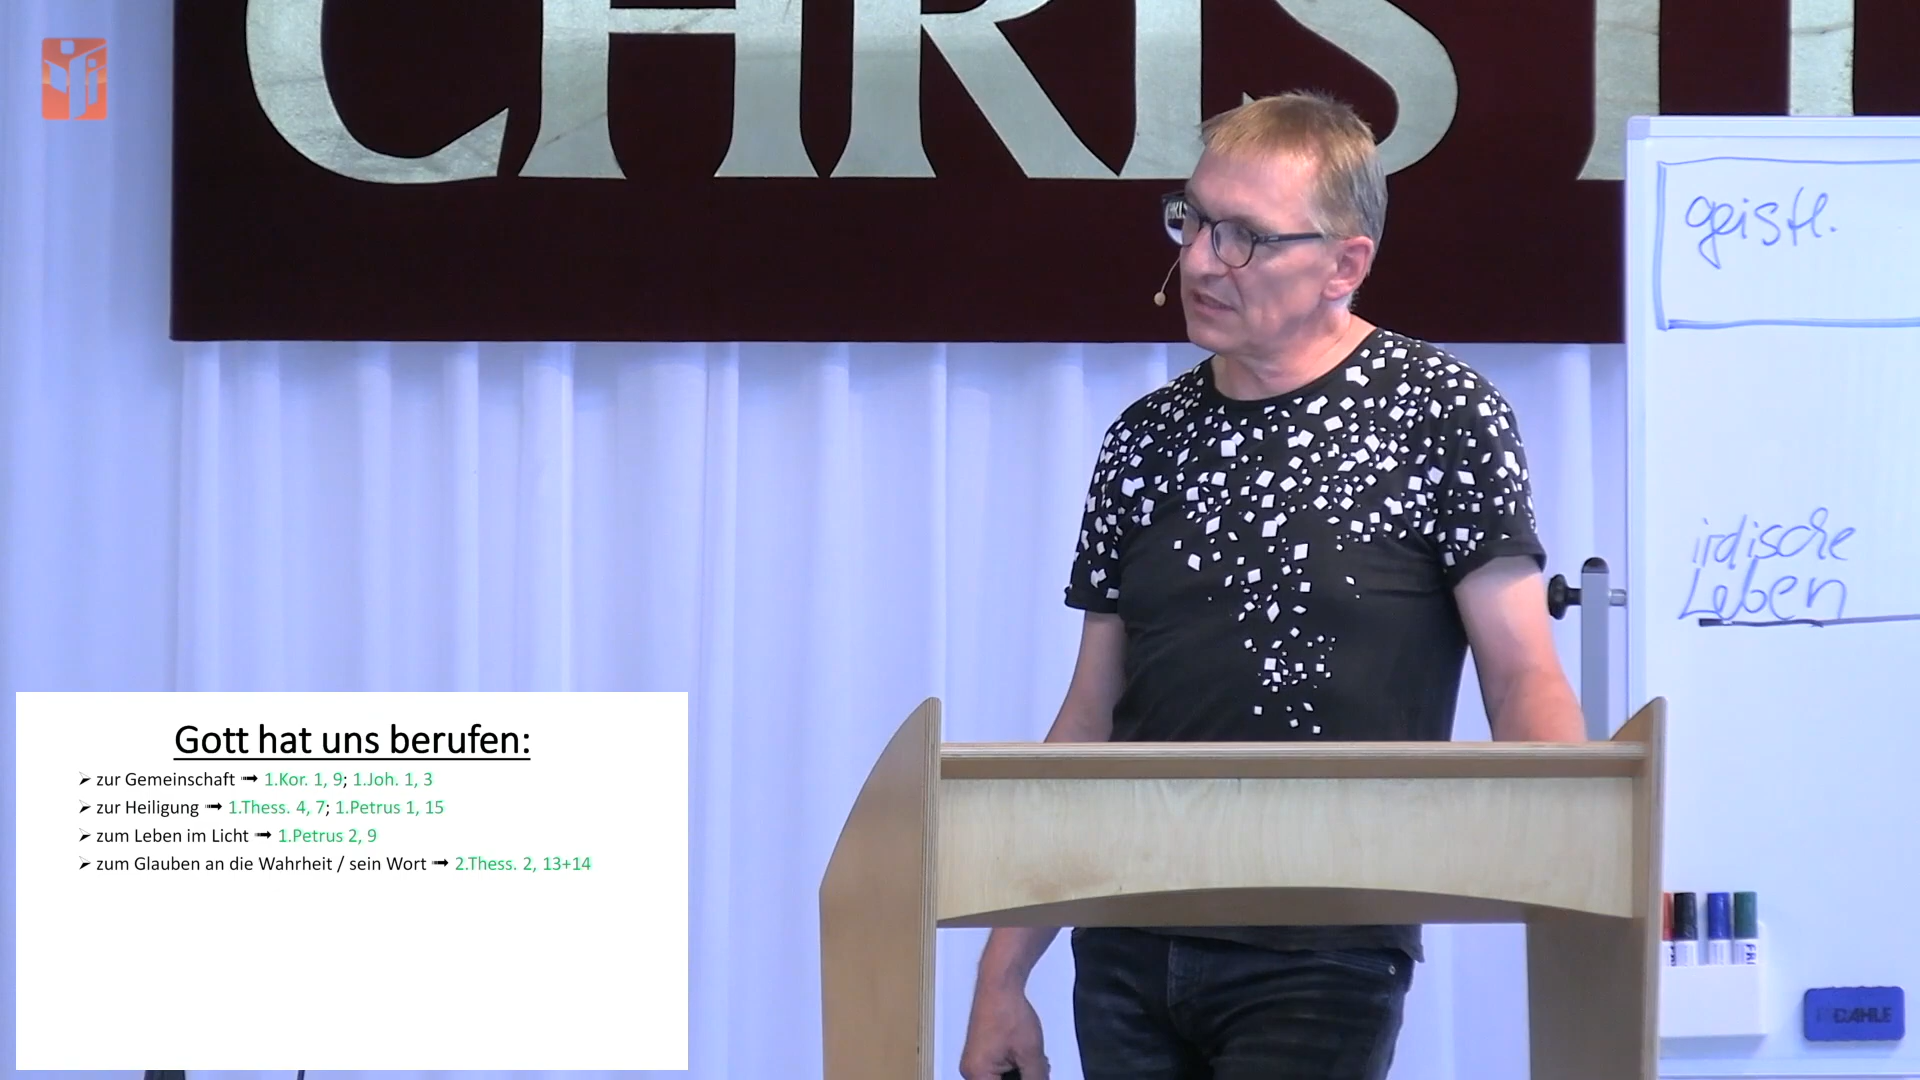 CHRIS
geistl.
irdische
Leben
Gott hat uns berufen:
➢ zur Gemeinschaft ➟ 1.Kor. 1, 9; 1.Joh. 1, 3
➢ zur Heiligung ➟ 1.Thess. 4, 7; 1.Petrus 1, 15
➢ zum Leben im Licht ➟ 1.Petrus 2, 9
➢ zum Glauben an die Wahrheit / sein Wort ➟ 2.Thess. 2, 13+14
DAHLE